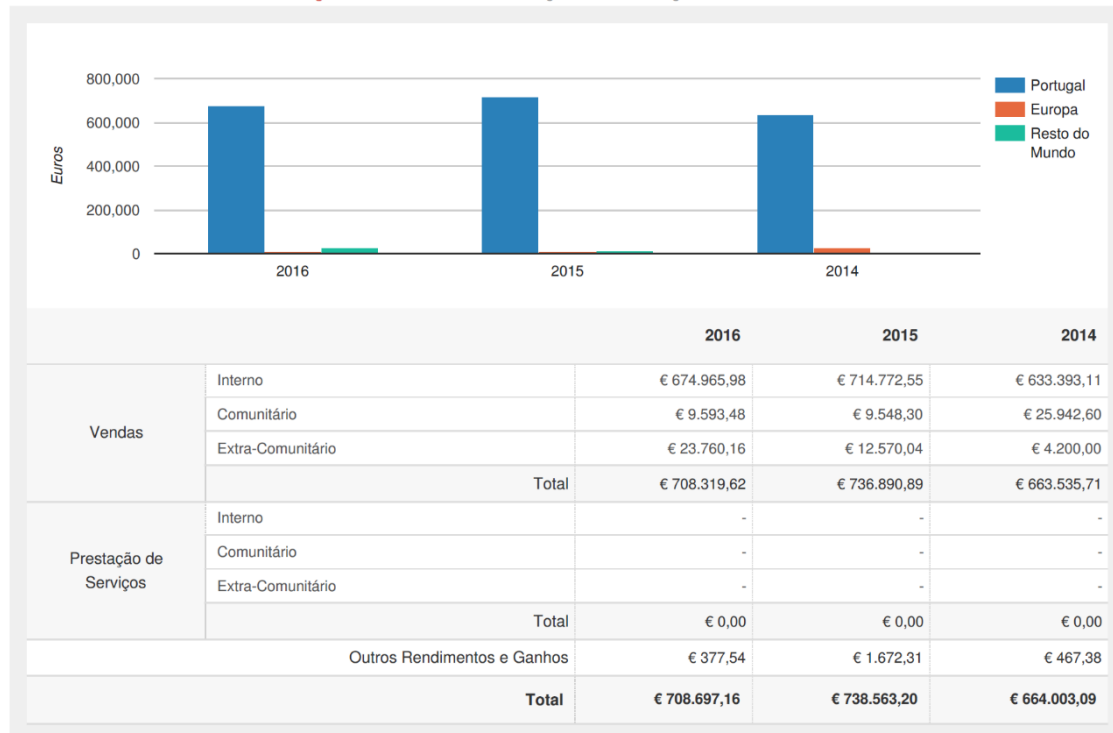 800,000
600,000
400,000
200,000
0
Euros
2016
2015
2014
Portugal
Europa
Resto do
Mundo
2016 2015 2014
Vendas
Interno € 674.965,98 € 714.772,55 € 633.393,11
Comunitário € 9.593,48 € 9.548,30 € 25.942,60
Extra-Comunitário € 23.760,16 € 12.570,04 € 4.200,00
Total € 708.319,62 € 736.890,89 € 663.535,71
Prestação de
Serviços
Interno - - -
Comunitário - - -
Extra-Comunitário - - -
Total € 0,00 € 0,00 € 0,00
Outros Rendimentos e Ganhos € 377,54 € 1.672,31 € 467,38
Total € 708.697,16 € 738.563,20 € 664.003,09